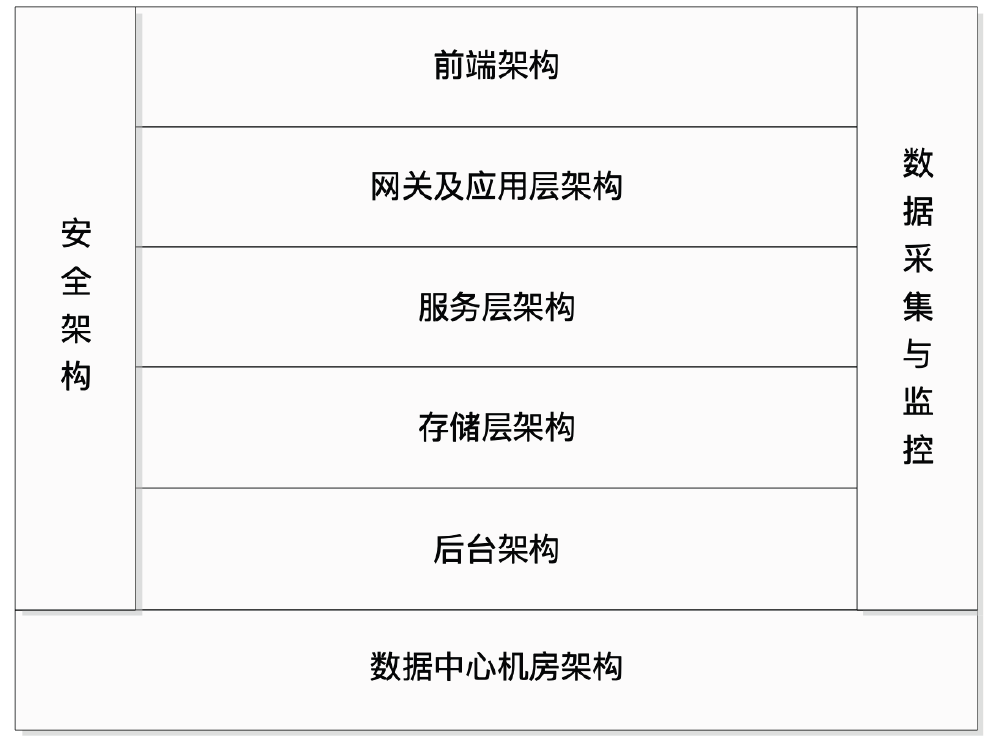 安全架构
前端架构
网关及应用层架构
服务层架构
存储层架构
后台架构
数据采集与监控
数据中心机房架构